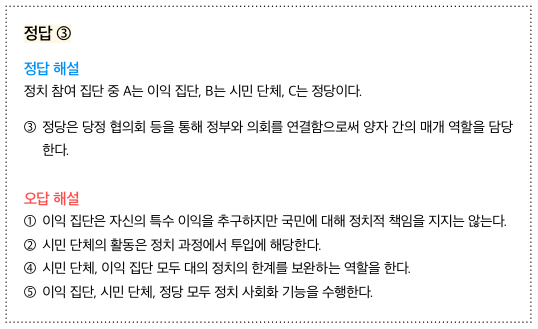 정답 ③
정답 해설
정치 참여 집단 중 A는 이익 집단, B는 시민 단체, C는 정당이다.
③ 정당은 당정 협의회 등을 통해 정부와 의회를 연결함으로써 양자 간의 매개 역할을 담당
한다.
오답 해설
① 이익 집단은 자신의 특수 이익을 추구하지만 국민에 대해 정치적 책임을 지지는 않는다.
② 시민 단체의 활동은 정치 과정에서 투입에 해당한다.
④ 시민 단체, 이익 집단 모두 대의 정치의 한계를 보완하는 역할을 한다.
⑤ 이익 집단, 시민 단체, 정당 모두 정치 사회화 기능을 수행한다.